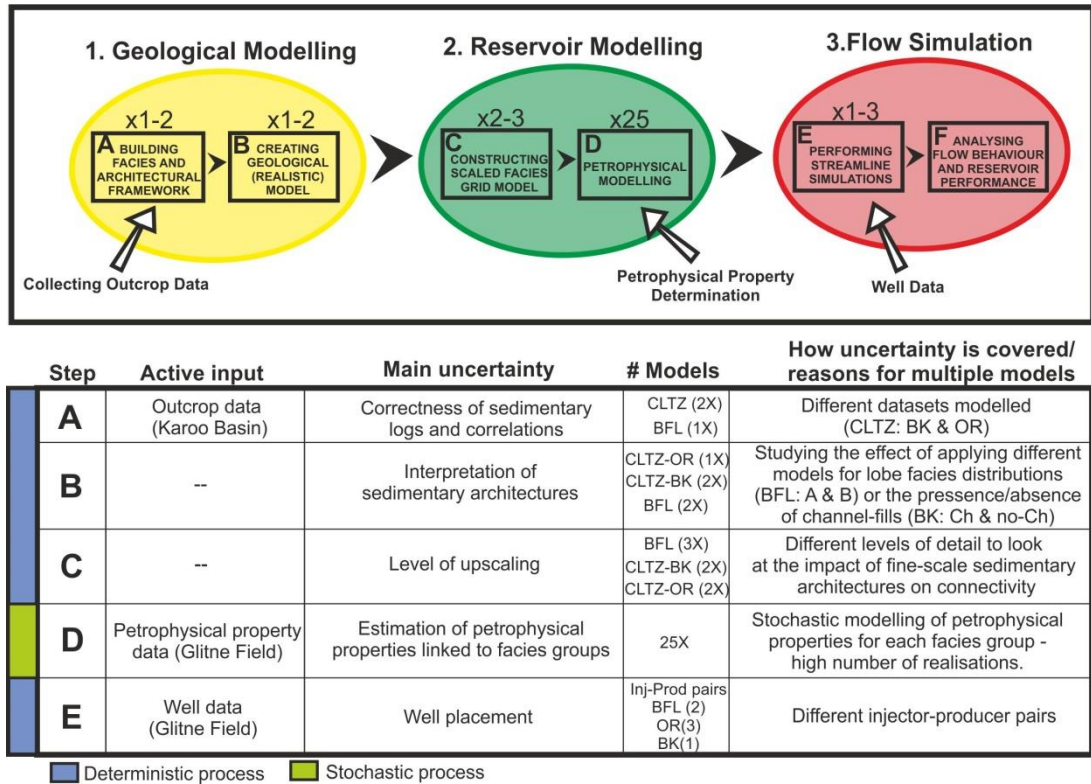 1. Geological Modelling
2. Reservoir Modelling
3.Flow Simulation
x1-2
x1-2
x2-3
x25
x1-3
A
BUILDING
FACIES AND
ARCHITECTURAL
FRAMEWORK
B
CREATING
GEOLOGICAL
(REALISTIC)
MODEL
C
CONSTRUCTING
SCALED FACIES
GRID MODEL
D
PETROPHYSICAL
MODELLING
E
PERFORMING
STREAMLINE
SIMULATIONS
F
ANALYSING
FLOW BEHAVIOUR
AND RESERVOIR
PERFORMANCE
Collecting Outcrop Data
Petrophysical Property
Determination
Well Data
Step
Active input
Main uncertainty
# Models
How uncertainty is covered/
reasons for multiple models
A
Outcrop data
(Karoo Basin)
Correctness of sedimentary
logs and correlations
CLTZ (2X)
BFL (1X)
Different datasets modelled
(CLTZ: BK & OR)
B
--
Interpretation of
sedimentary architectures
CLTZ-OR (1X)
CLTZ-BK (2X)
BFL (2X)
Studying the effect of applying different
models for lobe facies distributions
(BFL: A & B) or the pressence/absence
of channel-fills (BK: Ch & no-Ch)
C
--
Level of upscaling
BFL (3X)
CLTZ-BK (2X)
CLTZ-OR (2X)
Different levels of detail to look
at the impact of fine-scale sedimentary
architectures on connectivity
D
Petrophysical property
data (Glitne Field)
Estimation of petrophysical
properties linked to facies groups
25X
Stochastic modelling of petrophysical
properties for each facies group -
high number of realisations.
E
Well data
(Glitne Field)
Well placement
Inj-Prod pairs
BFL (2)
OR(3)
BK(1)
Different injector-producer pairs
Deterministic process
Stochastic process